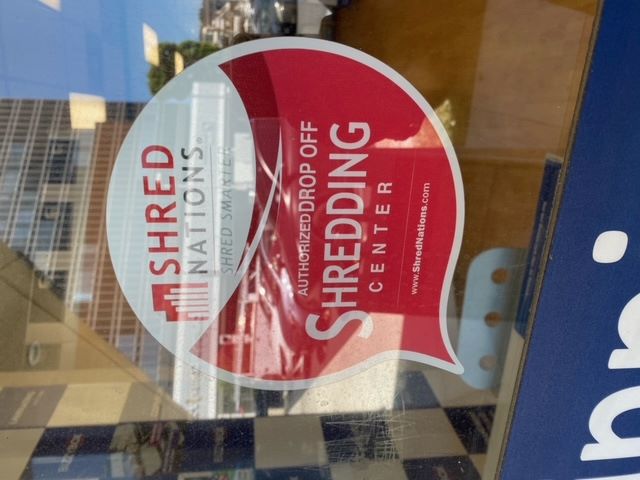 SHRED
NATIONS®
SHRED SMARTER
AUTHORIZED DROP OFF
SHREDDING
CENTER
www.ShredNations.com